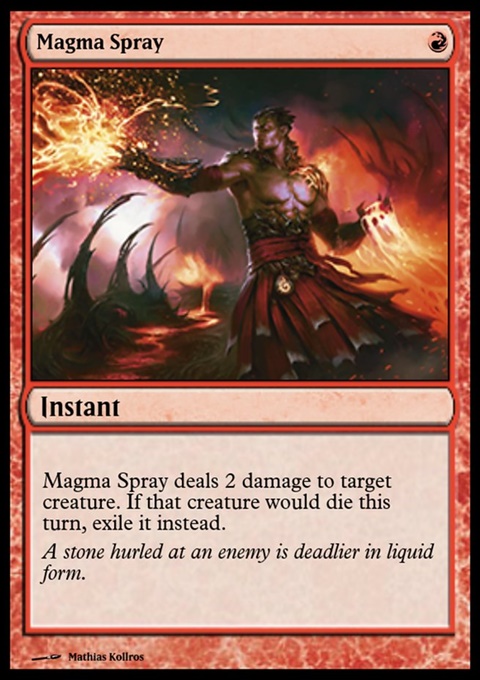 Magma Spray
Instant
Magma Spray deals 2 damage to target
creature. If that creature would die this
turn, exile it instead.
A stone hurled at an enemy is deadlier in liquid
form.
Mathias Kollros